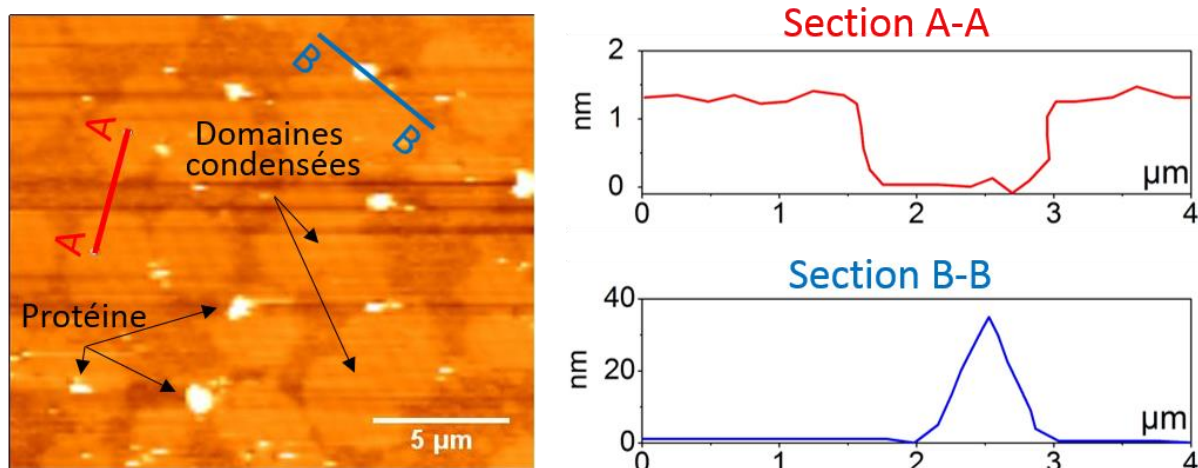 A
A
B
B
Domaines
condensées
Protéine
5 µm
Section A-A
2
1
0
nm
0
1
2
3
4
µm
Section B-B
40
20
0
nm
0
1
2
3
4
µm